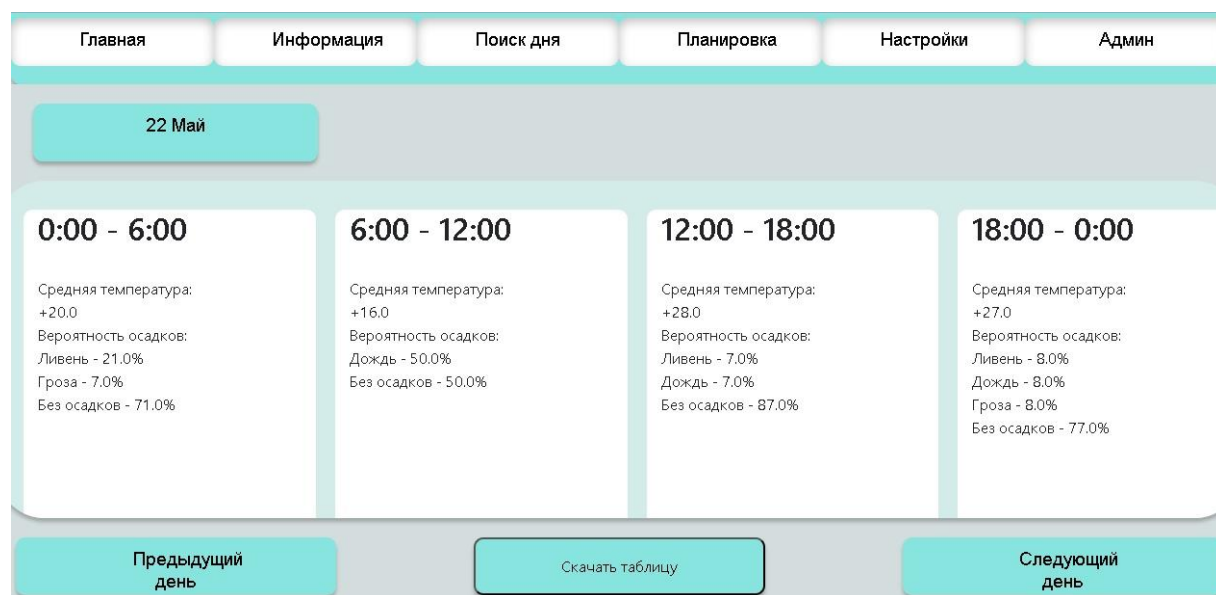 Главная
Информация
Поиск дня
Планировка
Настройки
Админ
22 Май
0:00 - 6:00
Средняя температура:
+20.0
Вероятность осадков:
Ливень - 21.0%
Гроза - 7.0%
Без осадков - 71.0%
6:00 - 12:00
Средняя температура:
+16.0
Вероятность осадков:
Дождь - 50.0%
Без осадков - 50.0%
12:00 - 18:00
Средняя температура:
+28.0
Вероятность осадков:
Ливень - 7.0%
Дождь - 7.0%
Без осадков - 87.0%
18:00 - 0:00
Средняя температура:
+27.0
Вероятность осадков:
Ливень - 8.0%
Дождь - 8.0%
Гроза - 8.0%
Без осадков - 77.0%
Предыдущий
день
Скачать таблицу
Следующий
день